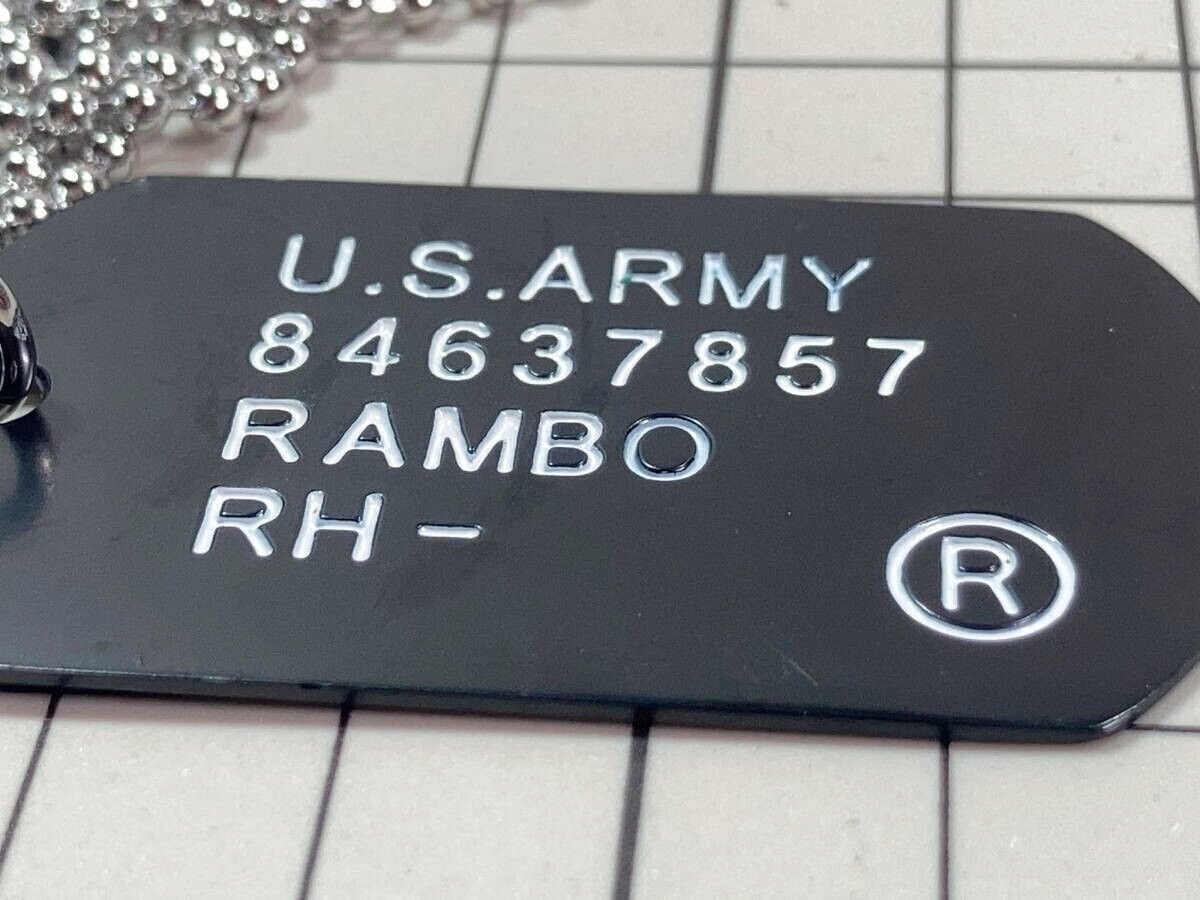 U.S.ARMY
84637857
RAMBO
RH-
®